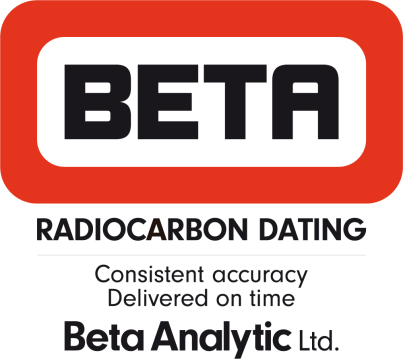 BETA
RADIOCARBON DATING
Consistent accuracy
Delivered on time
Beta Analytic Ltd.